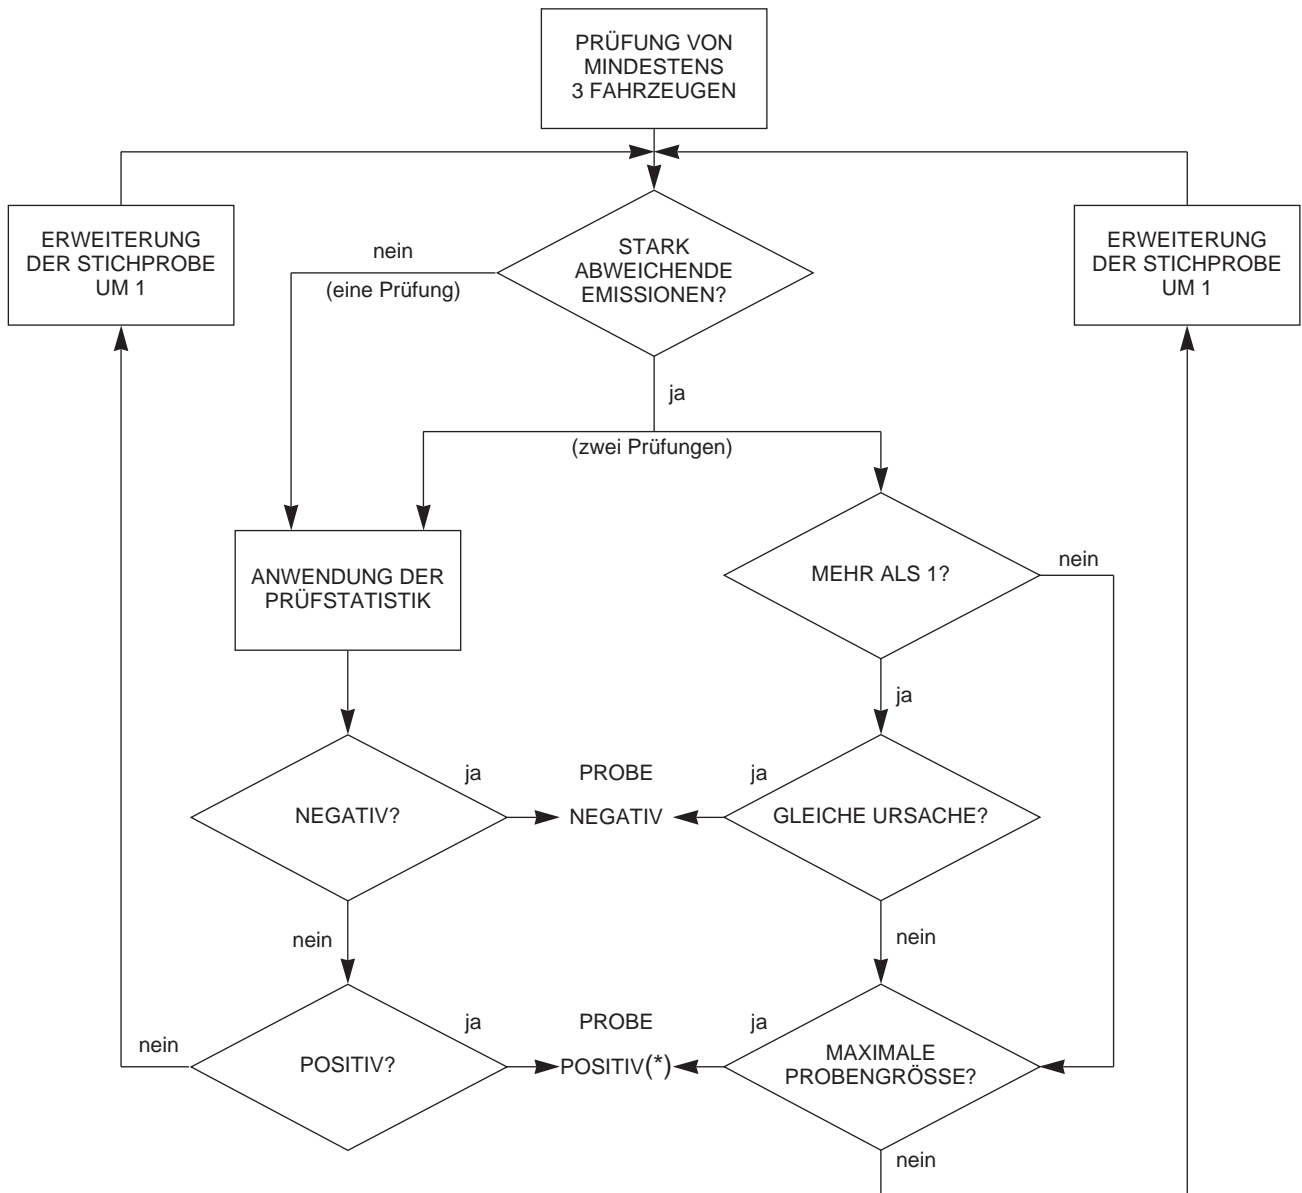 PRÜFUNG VON
MINDESTENS
3 FAHRZEUGEN
ERWEITERUNG
DER STICHPROBE
UM 1
nein
(eine Prüfung)
STARK
ABWEICHENDE
EMISSIONEN?
ERWEITERUNG
DER STICHPROBE
UM 1
ja
(zwei Prüfungen)
ANWENDUNG DER
PRÜFSTATISTIK
MEHR ALS 1?
nein
ja
NEGATIV?
ja
PROBE
NEGATIV
ja
GLEICHE URSACHE?
nein
nein
nein
POSITIV?
ja
PROBE
POSITIV(*)
ja
MAXIMALE
PROBENGRÖSSE?
nein